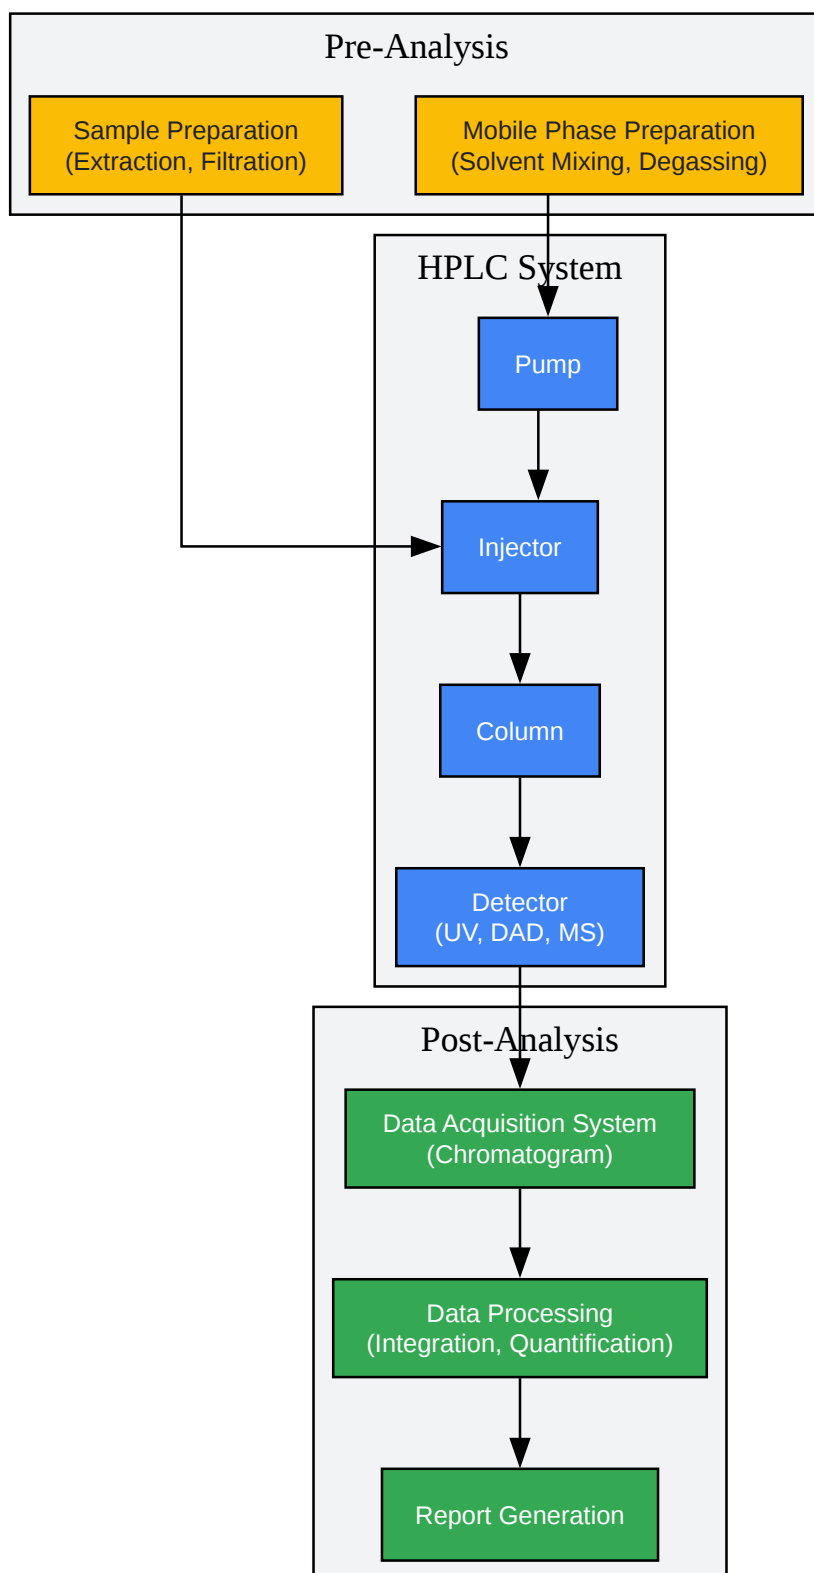 Pre-Analysis
Sample Preparation
(Extraction, Filtration)
Mobile Phase Preparation
(Solvent Mixing, Degassing)
HPLC System
Pump
Injector
Column
Detector
(UV, DAD, MS)
Post-Analysis
Data Acquisition System
(Chromatogram)
Data Processing
(Integration, Quantification)
Report Generation